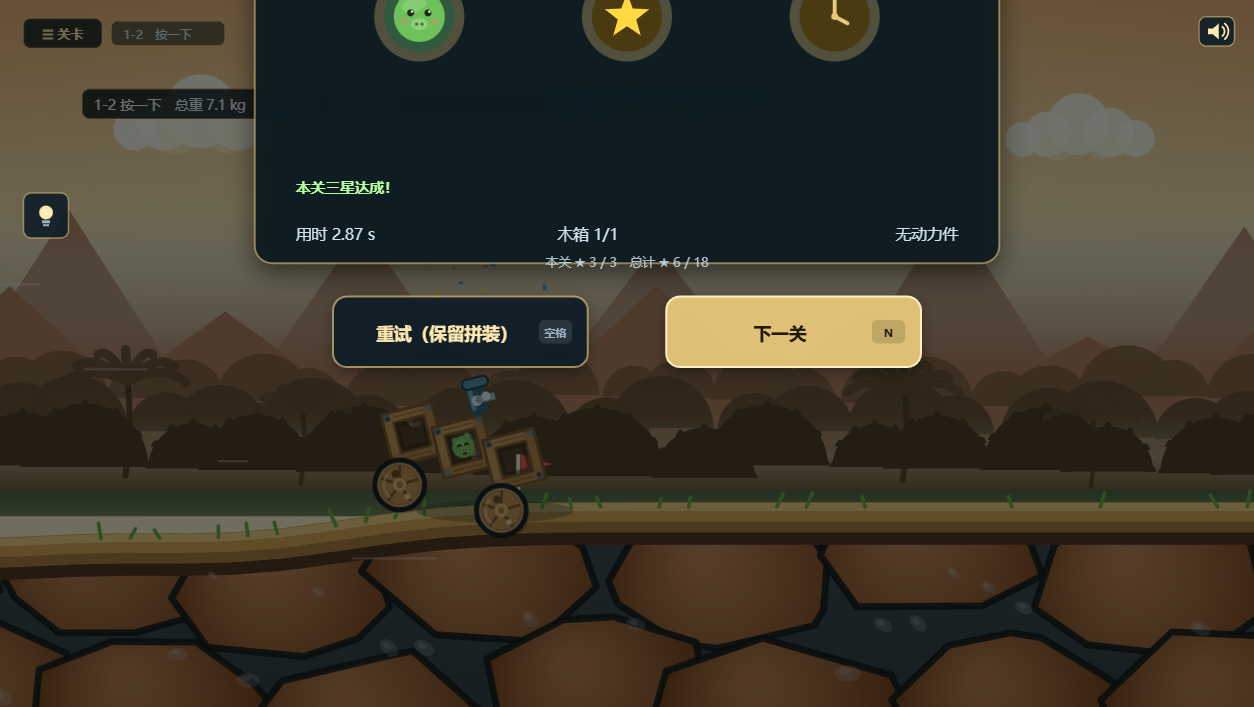 ☰ 关卡
1-2 按一下
1-2 按一下 总重 7.1 kg
本关三星达成!
用时 2.87 s
木箱 1/1
无动力件
本关 ★ 3 / 3 总计 ★ 6 / 18
重试（保留拼装） 空格
下一关 N